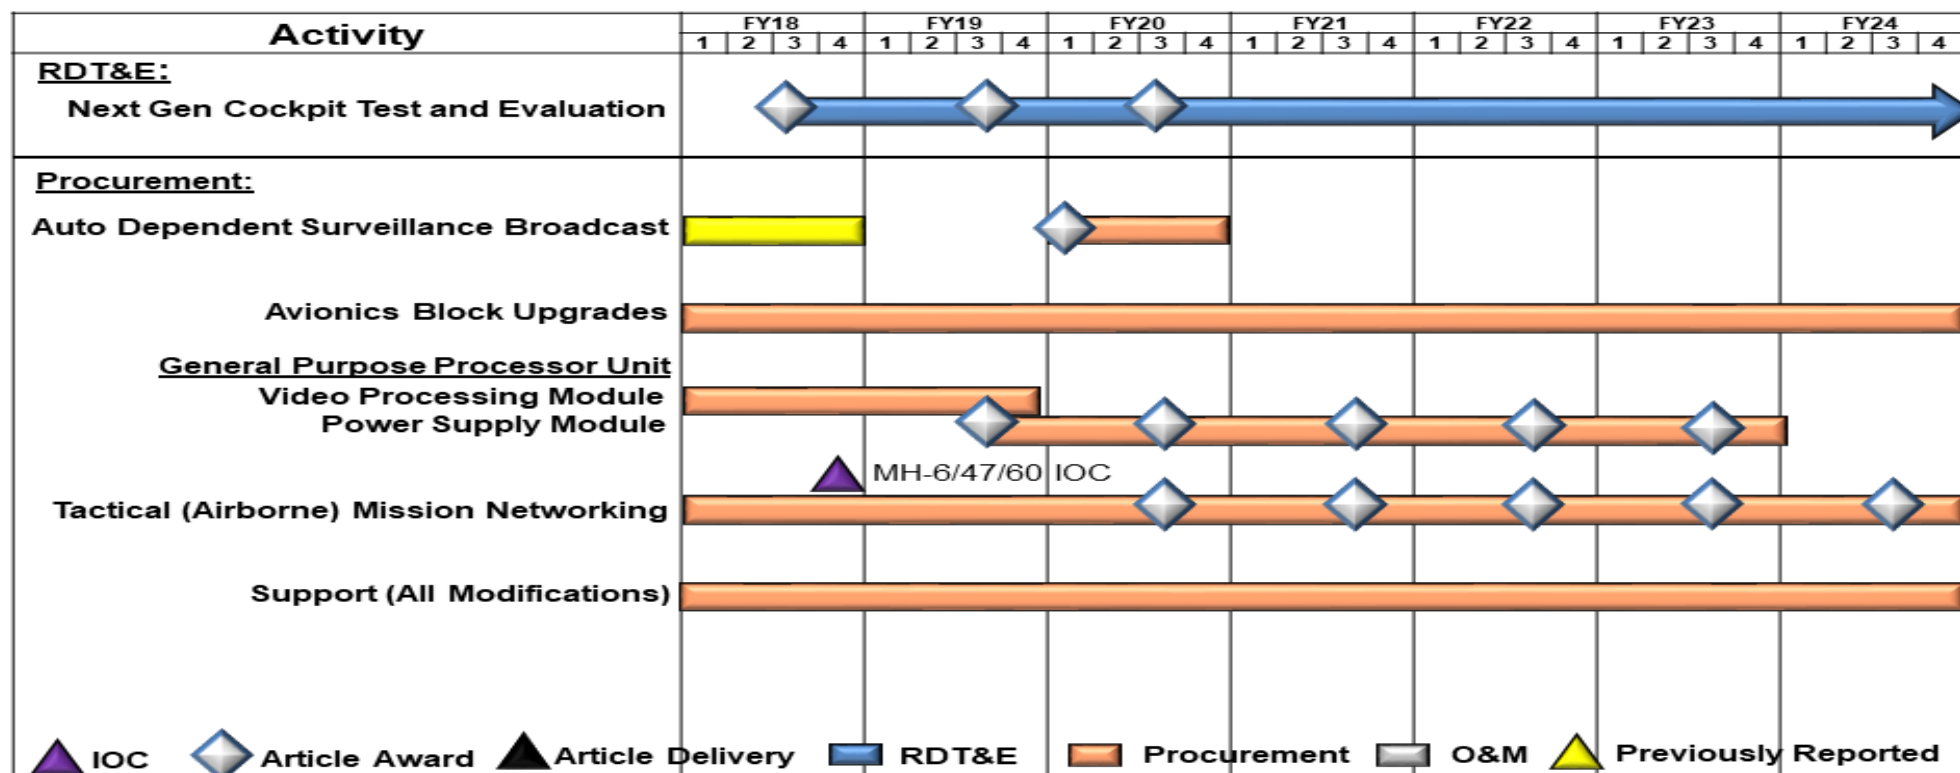 Activity
FY18 FY19 FY20 FY21 FY22 FY23 FY24
1 2 3 4 1 2 3 4 1 2 3 4 1 2 3 4 1 2 3 4 1 2 3 4 1 2 3 4
RDT&E:
Next Gen Cockpit Test and Evaluation
Procurement:
Auto Dependent Surveillance Broadcast
Avionics Block Upgrades
General Purpose Processor Unit
Video Processing Module
Power Supply Module
MH-6/47/60 IOC
Tactical (Airborne) Mission Networking
Support (All Modifications)
IOC Article Award Article Delivery RDT&E Procurement O&M Previously Reported